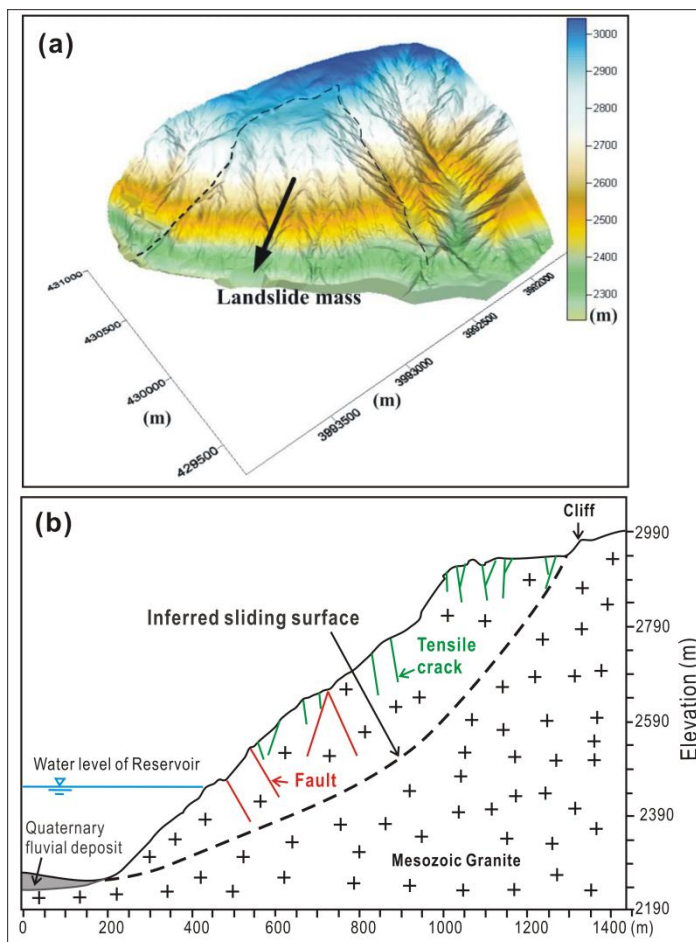 (a)
3000
2900
2800
2700
2600
2500
2400
2300
(m)
Landslide mass
431000
430500
430000
429500
(m)
3993500
3993000
3992500
3992000
(m)
(b)
Cliff
2990
Inferred sliding surface
2790
Tensile
crack
Elevation (m)
2590
Water level of Reservoir
Fault
2390
Quaternary
fluvial deposit
Mesozoic Granite
2190
0 200 400 600 800 1000 1200 1400 (m)